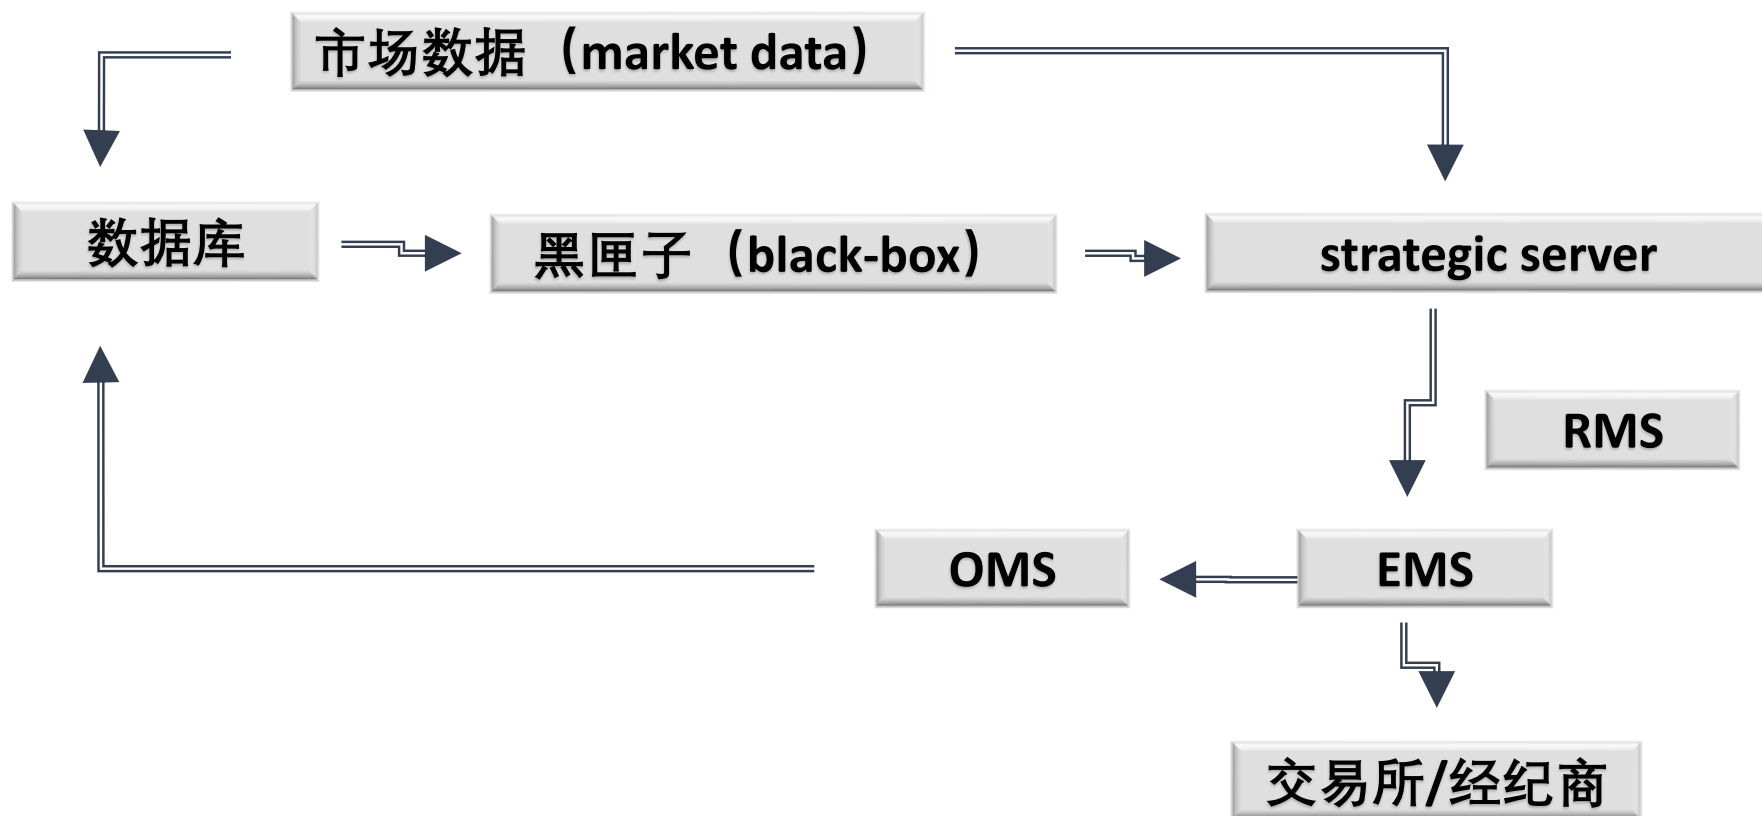 市场数据（market data）
数据库
黑匣子（black-box）
strategic server
RMS
OMS
EMS
交易所/经纪商